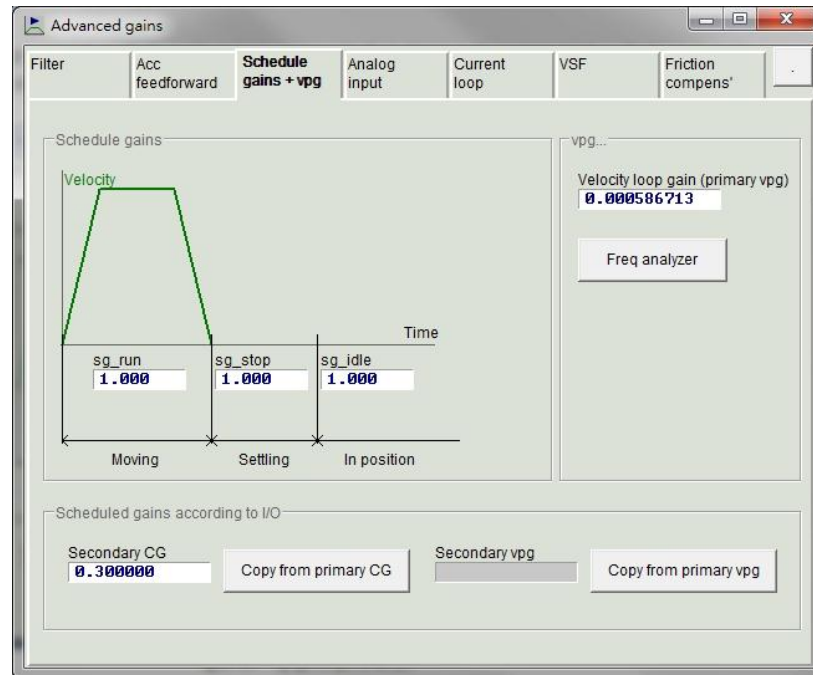 Advanced gains
Filter
Acc
feedforward
Schedule
gains + vpg
Analog
input
Current
loop
VSF
Friction
compens'
.
Schedule gains
Velocity
Time
sg_run
1.000
sg_stop
1.000
sg_idle
1.000
Moving
Settling
In position
vpg...
Velocity loop gain (primary vpg)
0.000586713
Freq analyzer
Scheduled gains according to I/O
Secondary CG
0.300000
Copy from primary CG
Secondary vpg
Copy from primary vpg